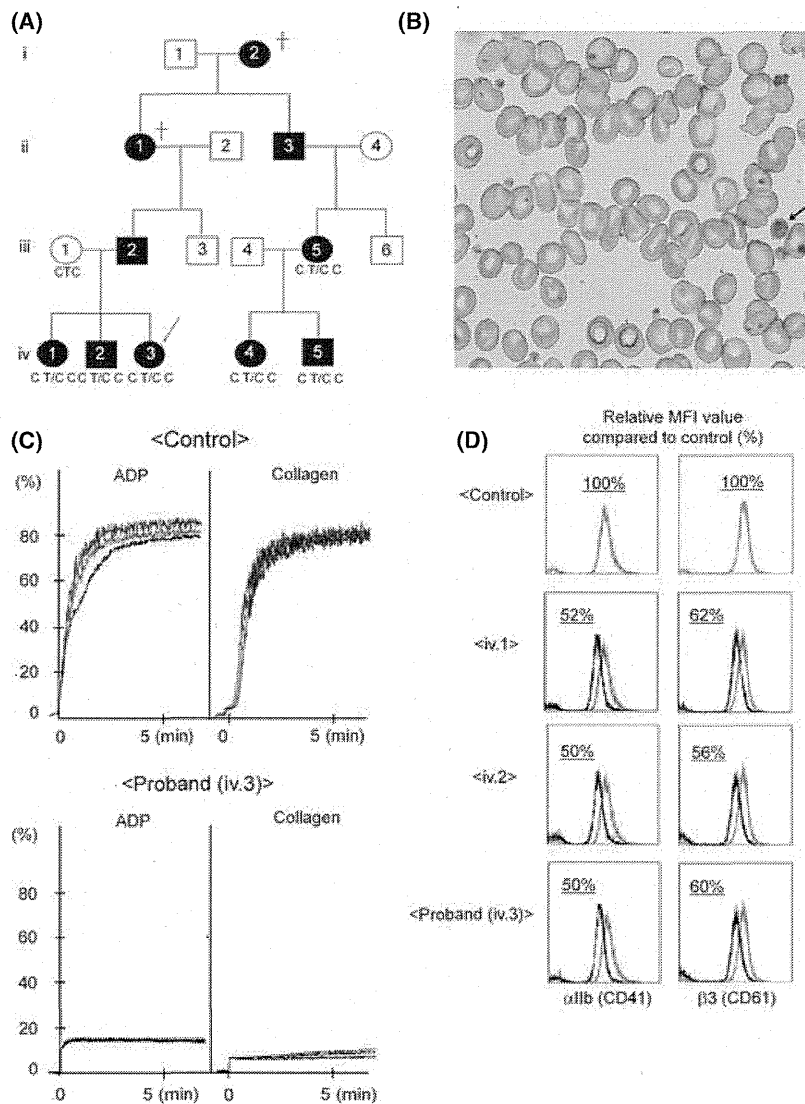 (A)
i
1 2 †
ii
1 † 2 3 4
iii
1 2 3 4 5 6
CTC C T/C C
iv
1 2 3 4 5
C T/C C C T/C C C T/C C C T/C C C T/C C
(B)
(C)
<Control>
(%) ADP Collagen
80
60
40
20
0
0 5 (min) 0 5 (min)
<Proband (iv.3)>
(%) ADP Collagen
80
60
40
20
0
0 5 (min) 0 5 (min)
(D)
Relative MFI value
compared to control (%)
<Control> 100% 100%
<iv.1> 52% 62%
<iv.2> 50% 56%
<Proband (iv.3)> 50% 60%
αIIb (CD41) β3 (CD61)